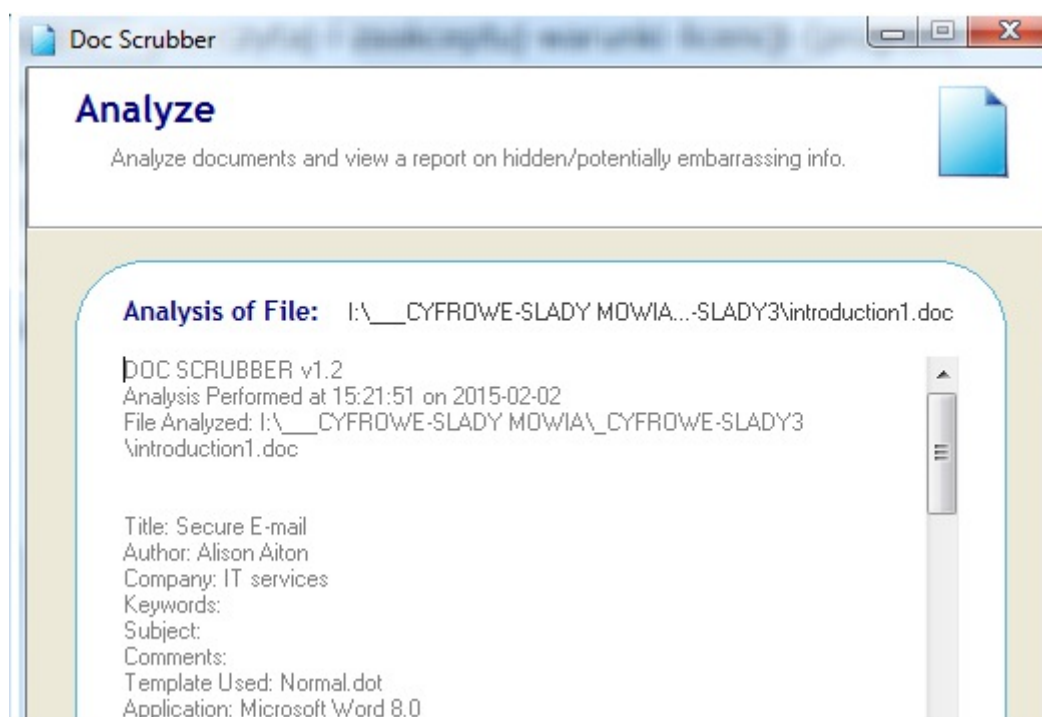 Doc Scrubber
Analyze
Analyze documents and view a report on hidden/potentially embarrassing info.
Analysis of File: I:\___CYFROWE-SLADY MOWIA...-SLADY3\introduction1.doc
DOC SCRUBBER v1.2
Analysis Performed at 15:21:51 on 2015-02-02
File Analyzed: I:\___CYFROWE-SLADY MOWIA\_CYFROWE-SLADY3
\introduction1.doc
Title: Secure E-mail
Author: Alison Aiton
Company: IT services
Keywords:
Subject:
Comments:
Template Used: Normal.dot
Application: Microsoft Word 8.0